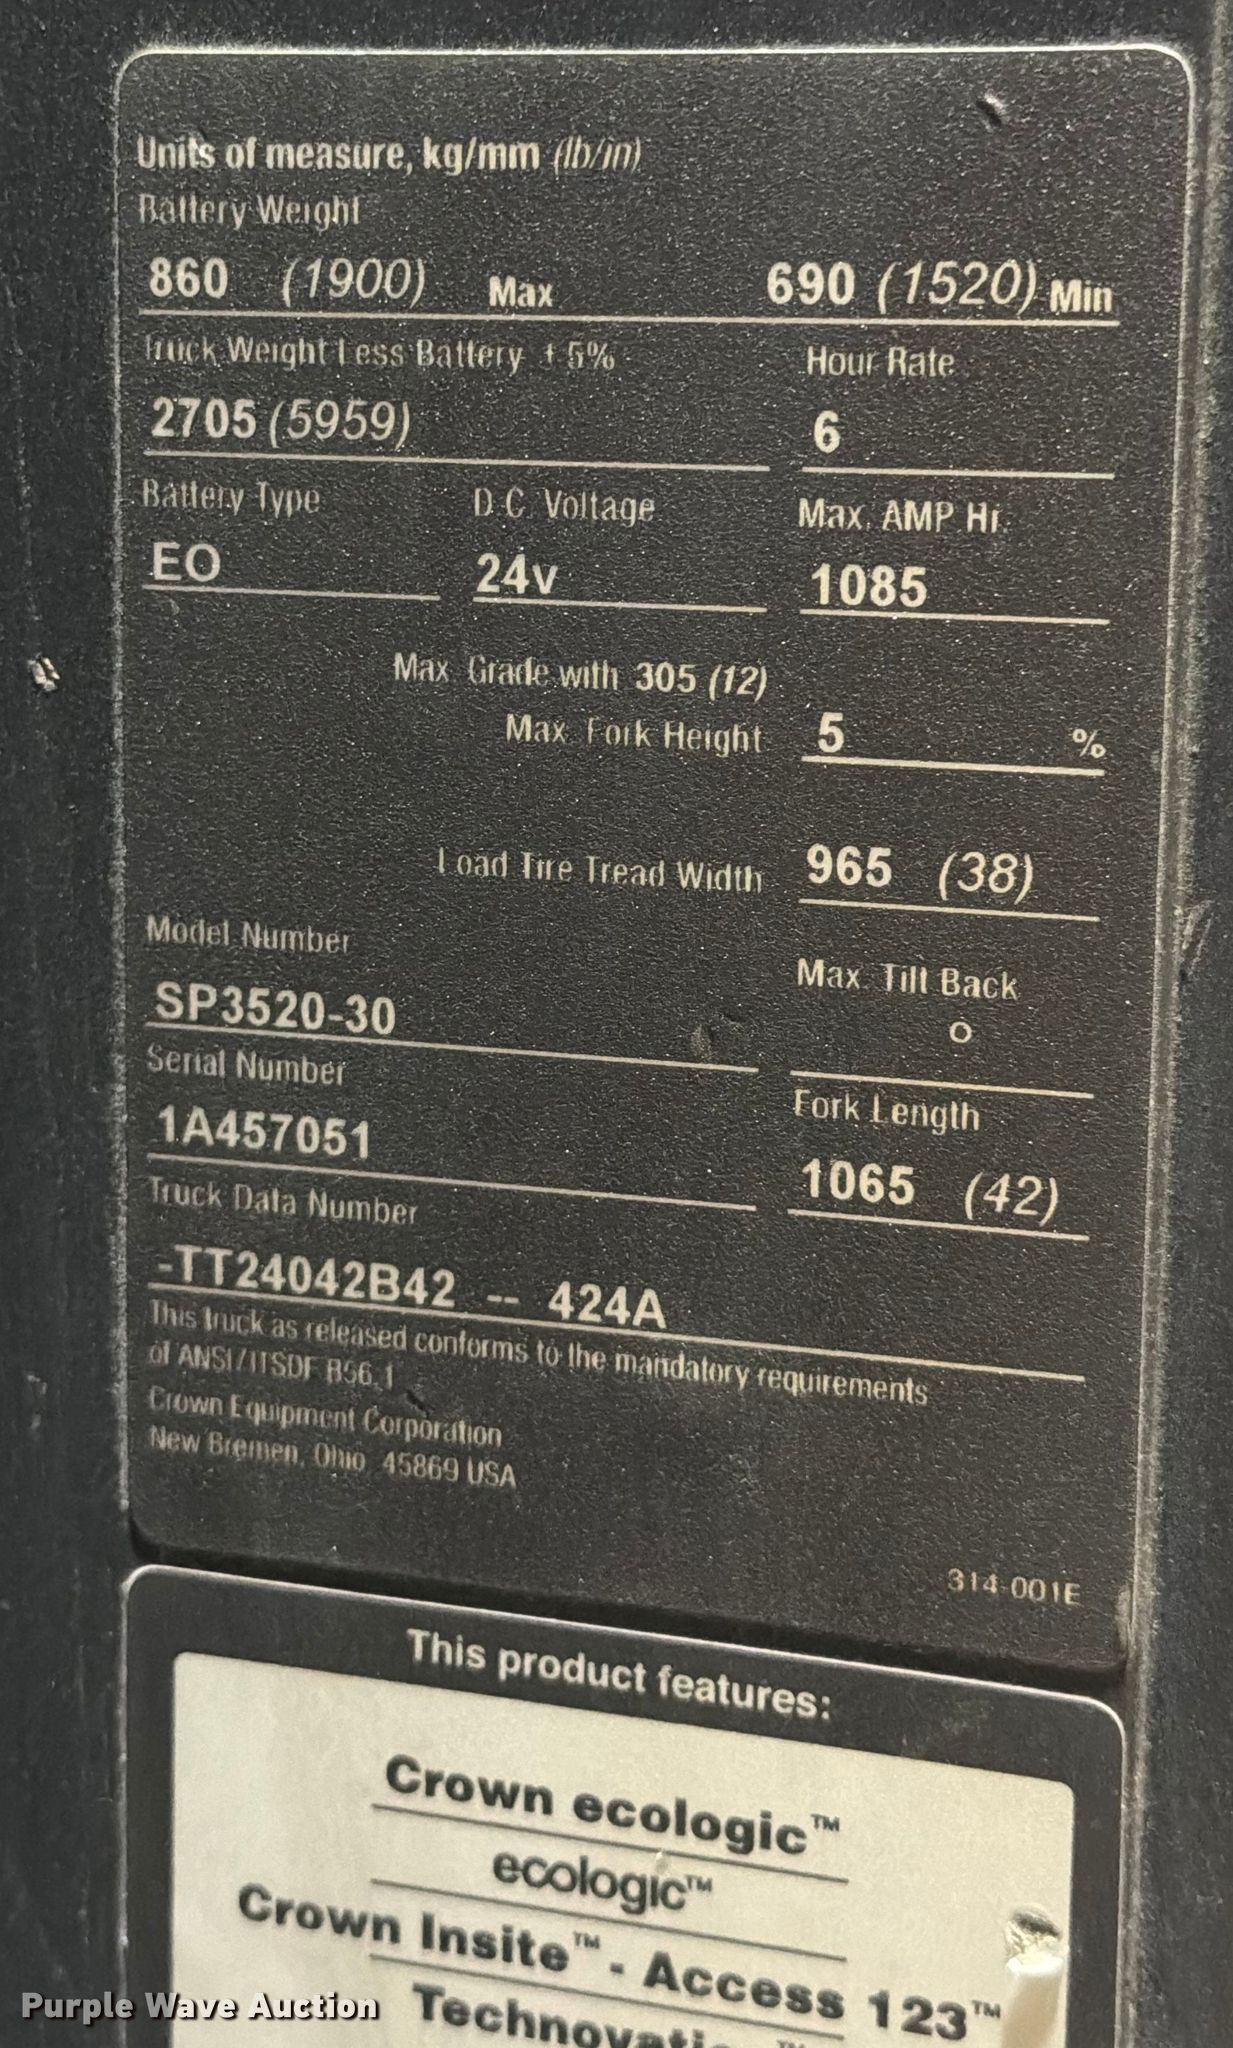 Units of measure, kg/mm (lb/in)
Battery Weight
860 (1900) Max 690 (1520) Min
Truck Weight Less Battery ± 5% Hour Rate
2705 (5959) 6
Battery Type D.C. Voltage Max. AMP Hr.
EO 24v 1085
Max Grade with 305 (12)
Max Fork Height 5 %
Load Tire Tread Width 965 (38)
Model Number Max. Tilt Back
SP3520-30 o
Serial Number Fork Length
1A457051 1065 (42)
Truck Data Number
-TT24042B42 -- 424A
This truck as released conforms to the mandatory requirements
of ANSI/ITSDF B56.1
Crown Equipment Corporation
New Bremen, Ohio 45869 USA
314-001E
This product features:
Crown ecologic™
ecologic™
Crown Insite™ - Access 123™
Purple Wave Auction